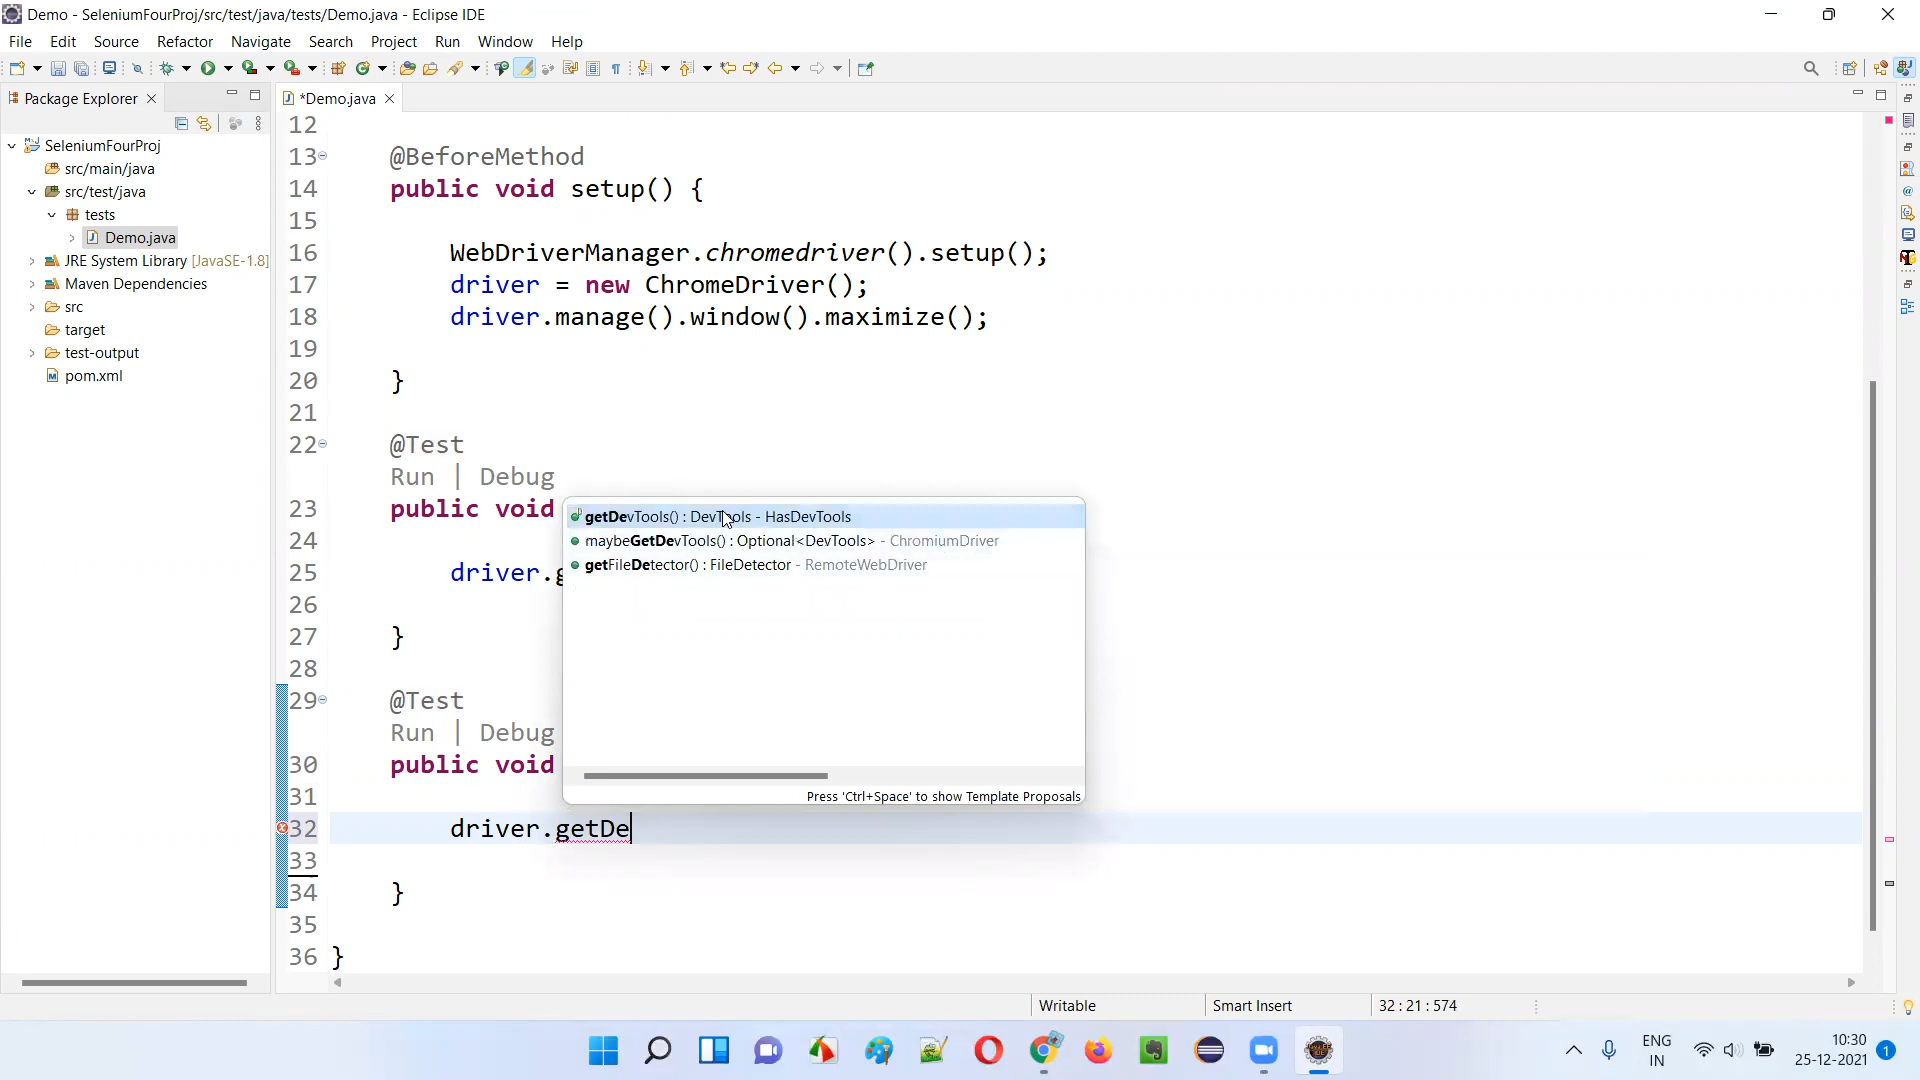 Demo - SeleniumFourProj/src/test/java/tests/Demo.java - Eclipse IDE
File Edit Source Refactor Navigate Search Project Run Window Help
Package Explorer
*Demo.java
SeleniumFourProj
src/main/java
src/test/java
tests
Demo.java
JRE System Library [JavaSE-1.8]
Maven Dependencies
src
target
test-output
pom.xml
12
13 @BeforeMethod
14 public void setup() {
15
16 WebDriverManager.chromedriver().setup();
17 driver = new ChromeDriver();
18 driver.manage().window().maximize();
19
20 }
21
22 @Test
Run | Debug
23 public void
24
25 driver.g
26
27 }
28
29 @Test
Run | Debug
30 public void
31
32 driver.getDe
33
34 }
35
36 }
getDevTools() : DevTools - HasDevTools
maybeGetDevTools() : Optional<DevTools> - ChromiumDriver
getFileDetector() : FileDetector - RemoteWebDriver
Press 'Ctrl+Space' to show Template Proposals
Writable
Smart Insert
32 : 21 : 574
ENG
IN
10:30
25-12-2021
1